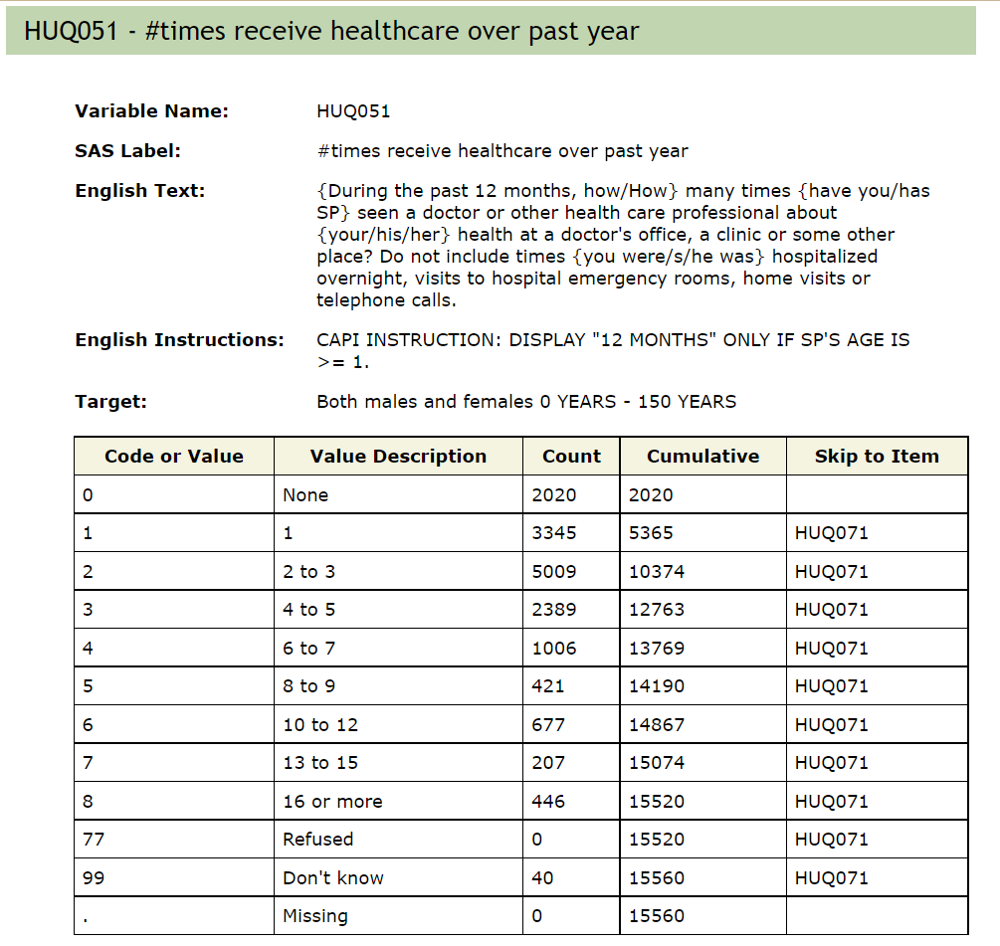 HUQ051 - #times receive healthcare over past year
Variable Name: HUQ051
SAS Label: #times receive healthcare over past year
English Text: {During the past 12 months, how/How} many times {have you/has
SP} seen a doctor or other health care professional about
{your/his/her} health at a doctor's office, a clinic or some other
place? Do not include times {you were/s/he was} hospitalized
overnight, visits to hospital emergency rooms, home visits or
telephone calls.
English Instructions: CAPI INSTRUCTION: DISPLAY "12 MONTHS" ONLY IF SP'S AGE IS
>= 1.
Target: Both males and females 0 YEARS - 150 YEARS
Code or Value Value Description Count Cumulative Skip to Item
0 None 2020 2020
1 1 3345 5365 HUQ071
2 2 to 3 5009 10374 HUQ071
3 4 to 5 2389 12763 HUQ071
4 6 to 7 1006 13769 HUQ071
5 8 to 9 421 14190 HUQ071
6 10 to 12 677 14867 HUQ071
7 13 to 15 207 15074 HUQ071
8 16 or more 446 15520 HUQ071
77 Refused 0 15520 HUQ071
99 Don't know 40 15560 HUQ071
. Missing 0 15560